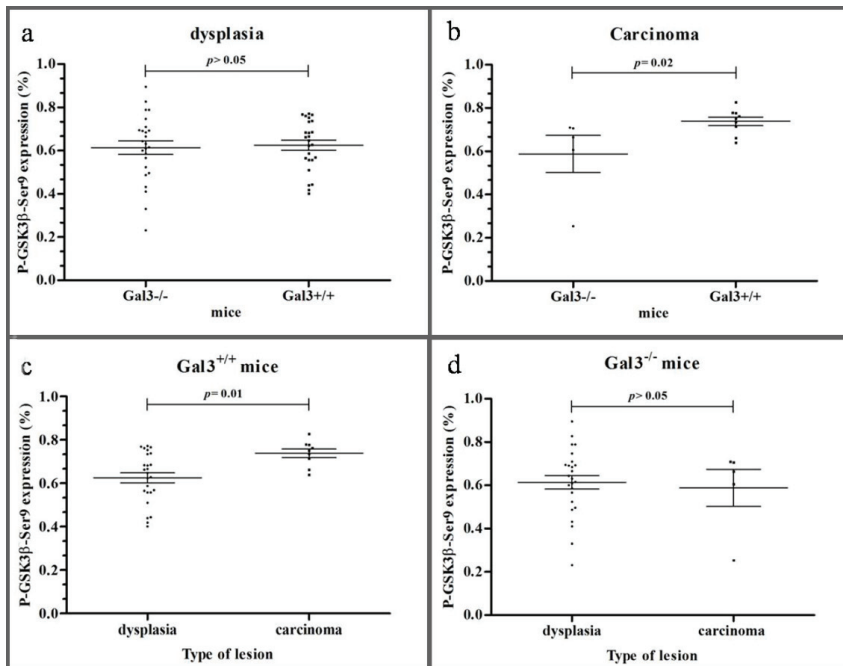 a
dysplasia
p > 0.05
P-GSK3β-Ser9 expression (%)
1.0
0.8
0.6
0.4
0.2
0.0
Gal3-/- Gal3+/+
mice
b
Carcinoma
p = 0.02
P-GSK3β-Ser9 expression (%)
1.0
0.8
0.6
0.4
0.2
0.0
Gal3-/- Gal3+/+
mice
c
Gal3+/+ mice
p = 0.01
P-GSK3β-Ser9 expression (%)
1.0
0.8
0.6
0.4
0.2
0.0
dysplasia carcinoma
Type of lesion
d
Gal3-/- mice
p > 0.05
P-GSK3β-Ser9 expression (%)
1.0
0.8
0.6
0.4
0.6
0.2
0.0
dysplasia carcinoma
Type of lesion